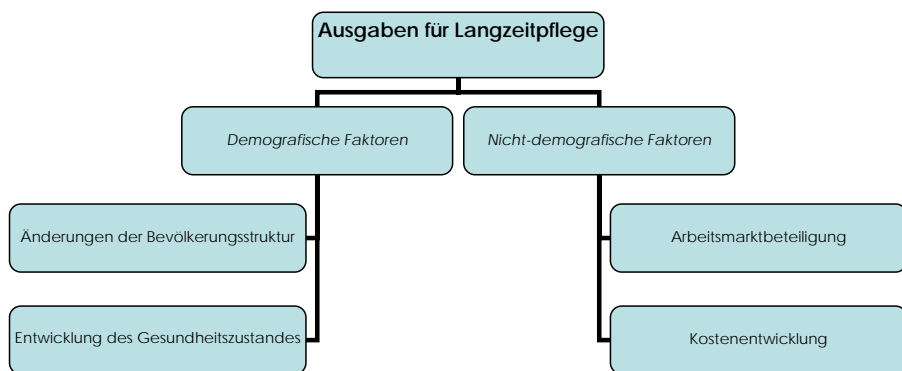 Ausgaben für Langzeitpflege
Demografische Faktoren
Nicht-demografische Faktoren
Änderungen der Bevölkerungsstruktur
Arbeitsmarktbeteiligung
Entwicklung des Gesundheitszustandes
Kostenentwicklung